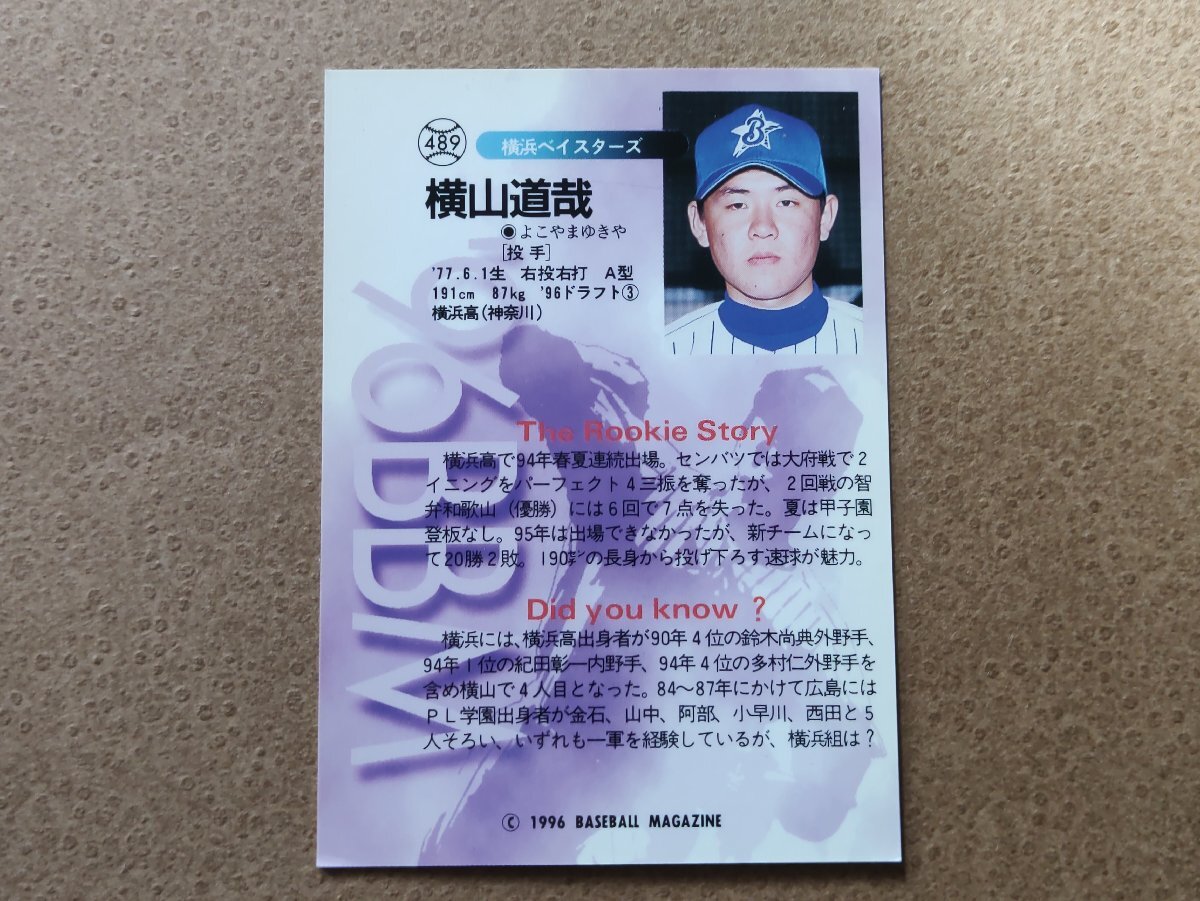 489
横浜ベイスターズ
B
横山道哉
◉よこやまゆきや
[投手]
'77.6.1生 右投右打 A型
191cm 87kg '96ドラフト③
横浜高(神奈川)
'96BBM
The Rookie Story
横浜高で94年春夏連続出場。センバツでは大府戦で2
イニングをパーフェクト4三振を奪ったが、2回戦の智
弁和歌山(優勝)には6回で7点を失った。夏は甲子園
登板なし。95年は出場できなかったが、新チームになっ
て20勝2敗。190㌢の長身から投げ下ろす速球が魅力。
Did you know ?
横浜には、横浜高出身者が90年4位の鈴木尚典外野手、
94年1位の紀田彰一内野手、94年4位の多村仁外野手を
含め横山で4人目となった。84〜87年にかけて広島には
PL学園出身者が金石、山中、阿部、小早川、西田と5
人そろい、いずれも一軍を経験しているが、横浜組は?
© 1996 BASEBALL MAGAZINE